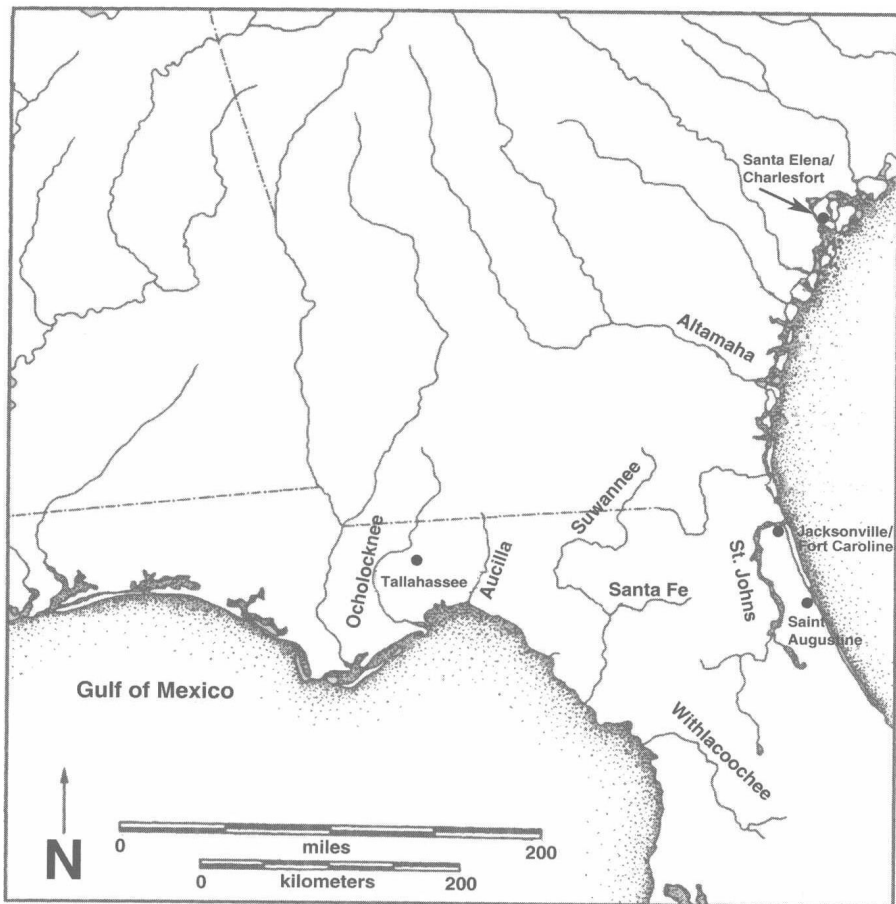 Santa Elena/
Charlesfort
Altamaha
Suwannee
Ocholocknee
Aucilla
Tallahassee
Jacksonville/
Fort Caroline
St. Johns
Santa Fe
Saint
Augustine
Gulf of Mexico
Withlacoochee
N
0 miles 200
0 kilometers 200